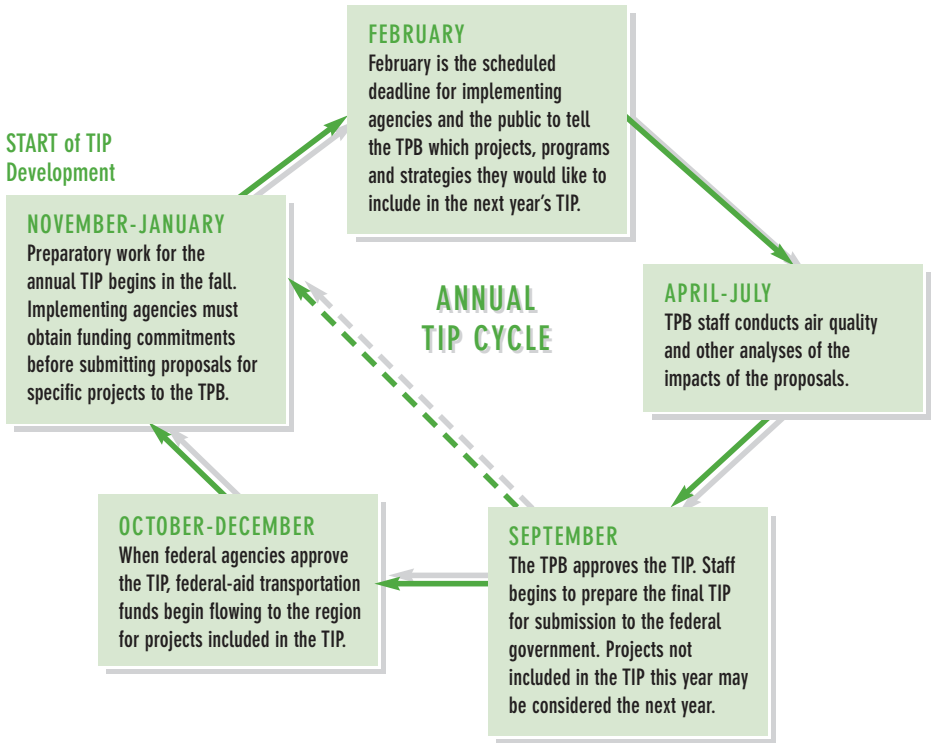 START of TIP
Development
NOVEMBER-JANUARY
Preparatory work for the
annual TIP begins in the fall.
Implementing agencies must
obtain funding commitments
before submitting proposals for
specific projects to the TPB.
FEBRUARY
February is the scheduled
deadline for implementing
agencies and the public to tell
the TPB which projects, programs
and strategies they would like to
include in the next year's TIP.
ANNUAL
TIP CYCLE
APRIL-JULY
TPB staff conducts air quality
and other analyses of the
impacts of the proposals.
SEPTEMBER
The TPB approves the TIP. Staff
begins to prepare the final TIP
for submission to the federal
government. Projects not
included in the TIP this year may
be considered the next year.
OCTOBER-DECEMBER
When federal agencies approve
the TIP, federal-aid transportation
funds begin flowing to the region
for projects included in the TIP.